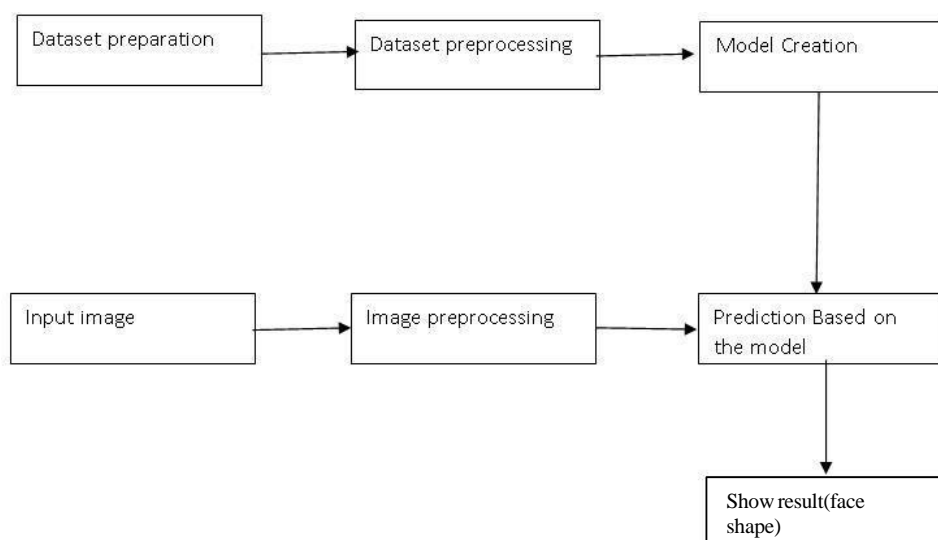 Dataset preparation
Dataset preprocessing
Model Creation
Input image
Image preprocessing
Prediction Based on
the model
Show result(face
shape)